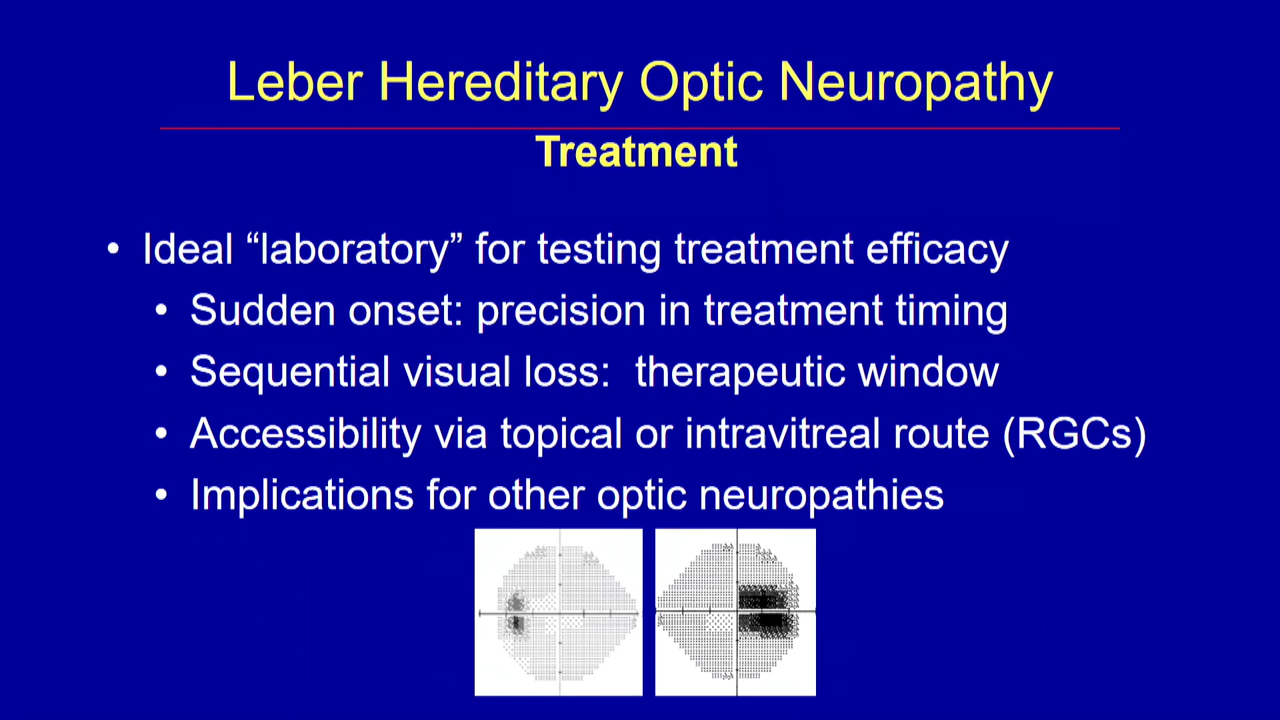 Leber Hereditary Optic Neuropathy
Treatment
• Ideal “laboratory” for testing treatment efficacy
• Sudden onset: precision in treatment timing
• Sequential visual loss:  therapeutic window
• Accessibility via topical or intravitreal route (RGCs)
• Implications for other optic neuropathies